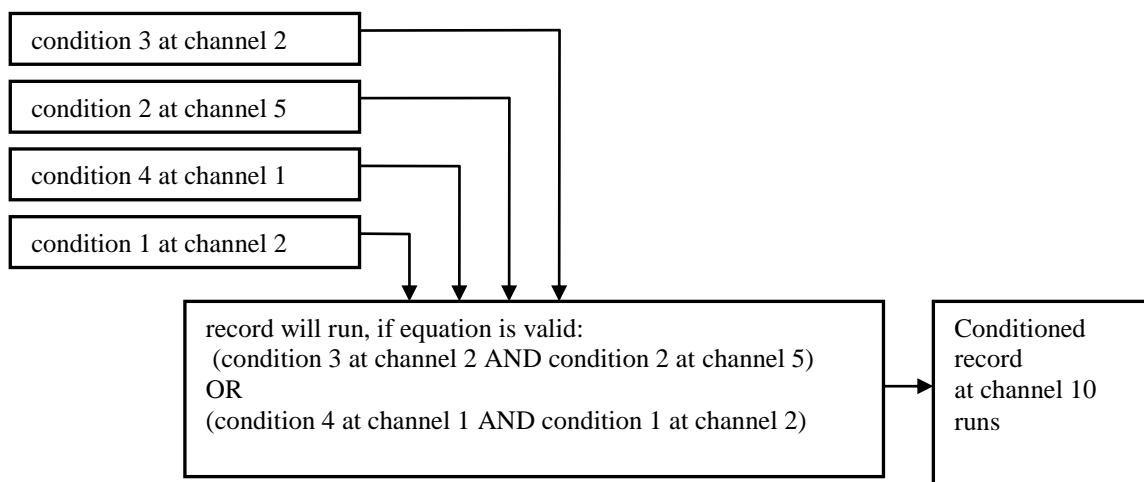 condition 3 at channel 2
condition 2 at channel 5
condition 4 at channel 1
condition 1 at channel 2
record will run, if equation is valid:
(condition 3 at channel 2 AND condition 2 at channel 5)
OR
(condition 4 at channel 1 AND condition 1 at channel 2)
Conditioned
record
at channel 10
runs